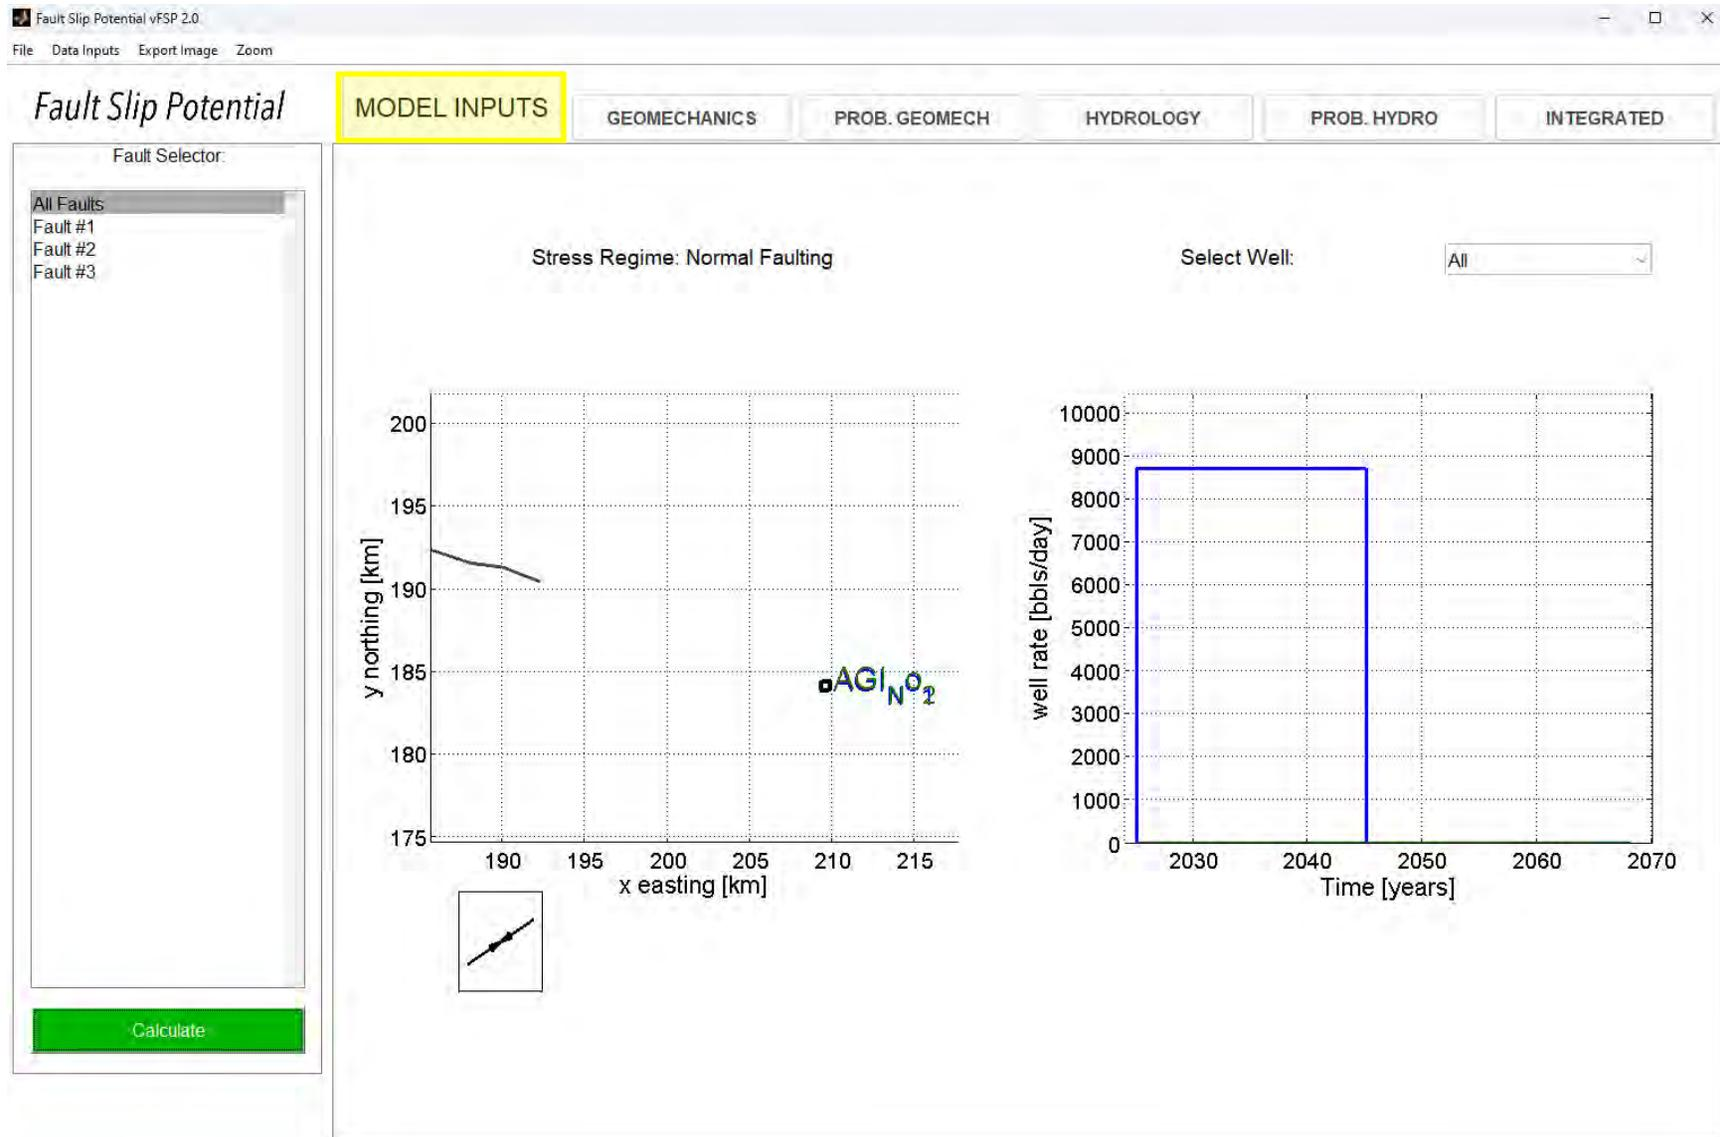 Fault Slip Potential vFSP 2.0
File Data Inputs Export Image Zoom
Fault Slip Potential
MODEL INPUTS
GEOMECHANICS
PROB. GEOMECH
HYDROLOGY
PROB. HYDRO
INTEGRATED
Fault Selector:
All Faults
Fault #1
Fault #2
Fault #3
Calculate
Stress Regime: Normal Faulting
Select Well:
All
200
195
190
185
180
175
y northing [km]
190 195 200 205 210 215
x easting [km]
10000
9000
8000
7000
6000
5000
4000
3000
2000
1000
0
well rate [bbls/day]
2030 2040 2050 2060 2070
Time [years]